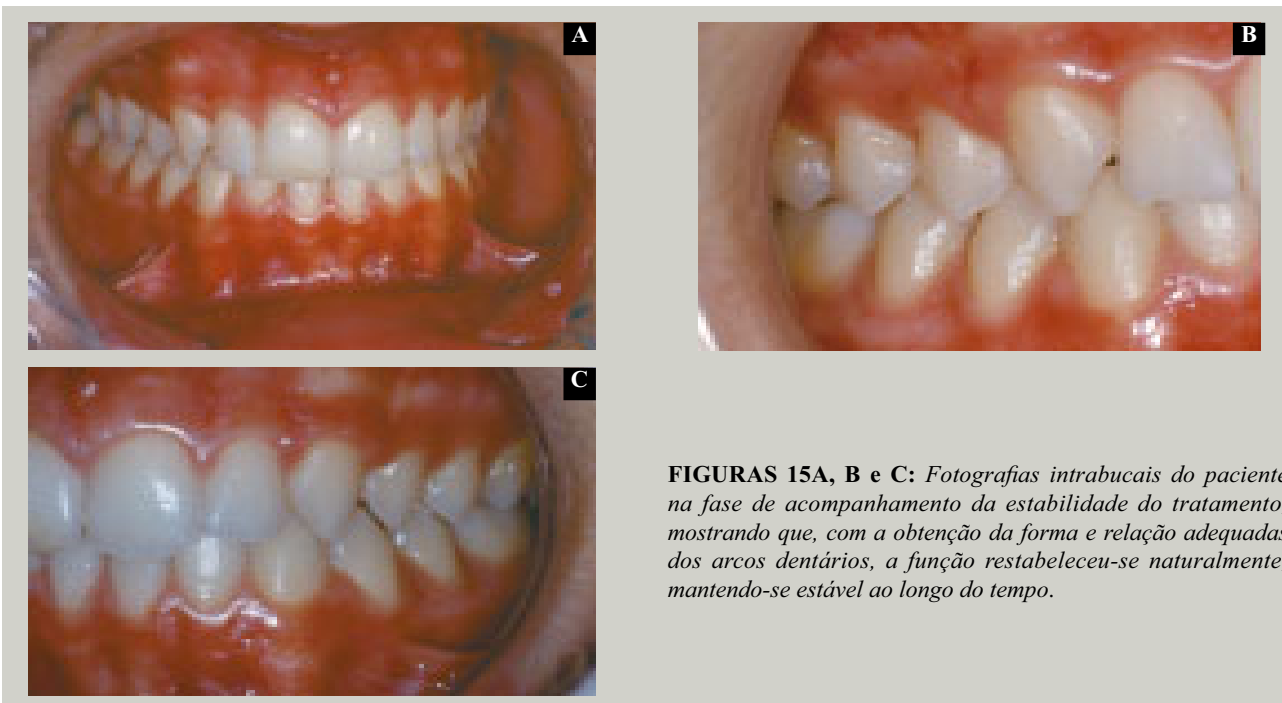 A
B
C
FIGURAS 15A, B e C: Fotografias intrabucais do paciente
na fase de acompanhamento da estabilidade do tratamento
mostrando que, com a obtenção da forma e relação adequadas
dos arcos dentários, a função restabeleceu-se naturalmente
mantendo-se estável ao longo do tempo.